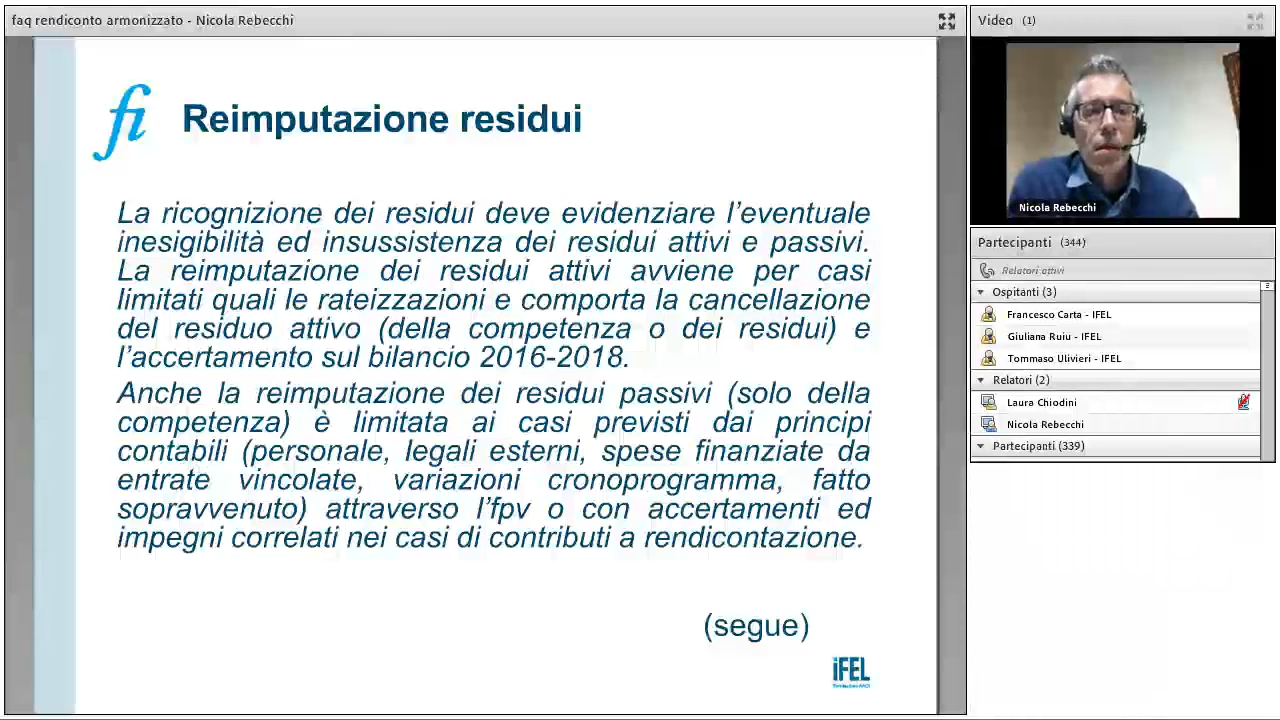 faq rendiconto armonizzato - Nicola Rebecchi
fi
Reimputazione residui
La ricognizione dei residui deve evidenziare l’eventuale
inesigibilità ed insussistenza dei residui attivi e passivi.
La reimputazione dei residui attivi avviene per casi
limitati quali le rateizzazioni e comporta la cancellazione
del residuo attivo (della competenza o dei residui) e
l’accertamento sul bilancio 2016-2018.
Anche la reimputazione dei residui passivi (solo della
competenza) è limitata ai casi previsti dai principi
contabili (personale, legali esterni, spese finanziate da
entrate vincolate, variazioni cronoprogramma, fatto
sopravvenuto) attraverso l’fpv o con accertamenti ed
impegni correlati nei casi di contributi a rendicontazione.
(segue)
iFEL
Video (1)
Nicola Rebecchi
Partecipanti (344)
Relatori attivi
Ospitanti (3)
Francesco Carta - IFEL
Giuliana Ruiu - IFEL
Tommaso Ulivieri - IFEL
Relatori (2)
Laura Chiodini
Nicola Rebecchi
Partecipanti (339)